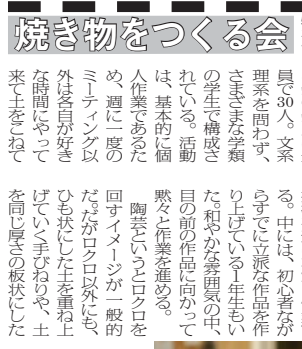 焼き物をつくる会
員で30人。文系
理系を問わず、
さまざまな学類
の学生で構成さ
れている。活動
は、基本的に個
人作業であるた
め、週に一度の
ミーティング以
外は各自が好き
な時間にやって
来て土をこねて
る。中には、初心者なが
らすでに立派な作品を作
り上げている1年生もい
た。和やかな雰囲気の中、
目の前の作品に向かって
黙々と作業を進める。
陶芸というとロクロを
回すイメージが一般的
だ。だがロクロ以外にも、
ひも状にした土を重ね上
げていく手びねりや、土
を同じ厚さの板状にした